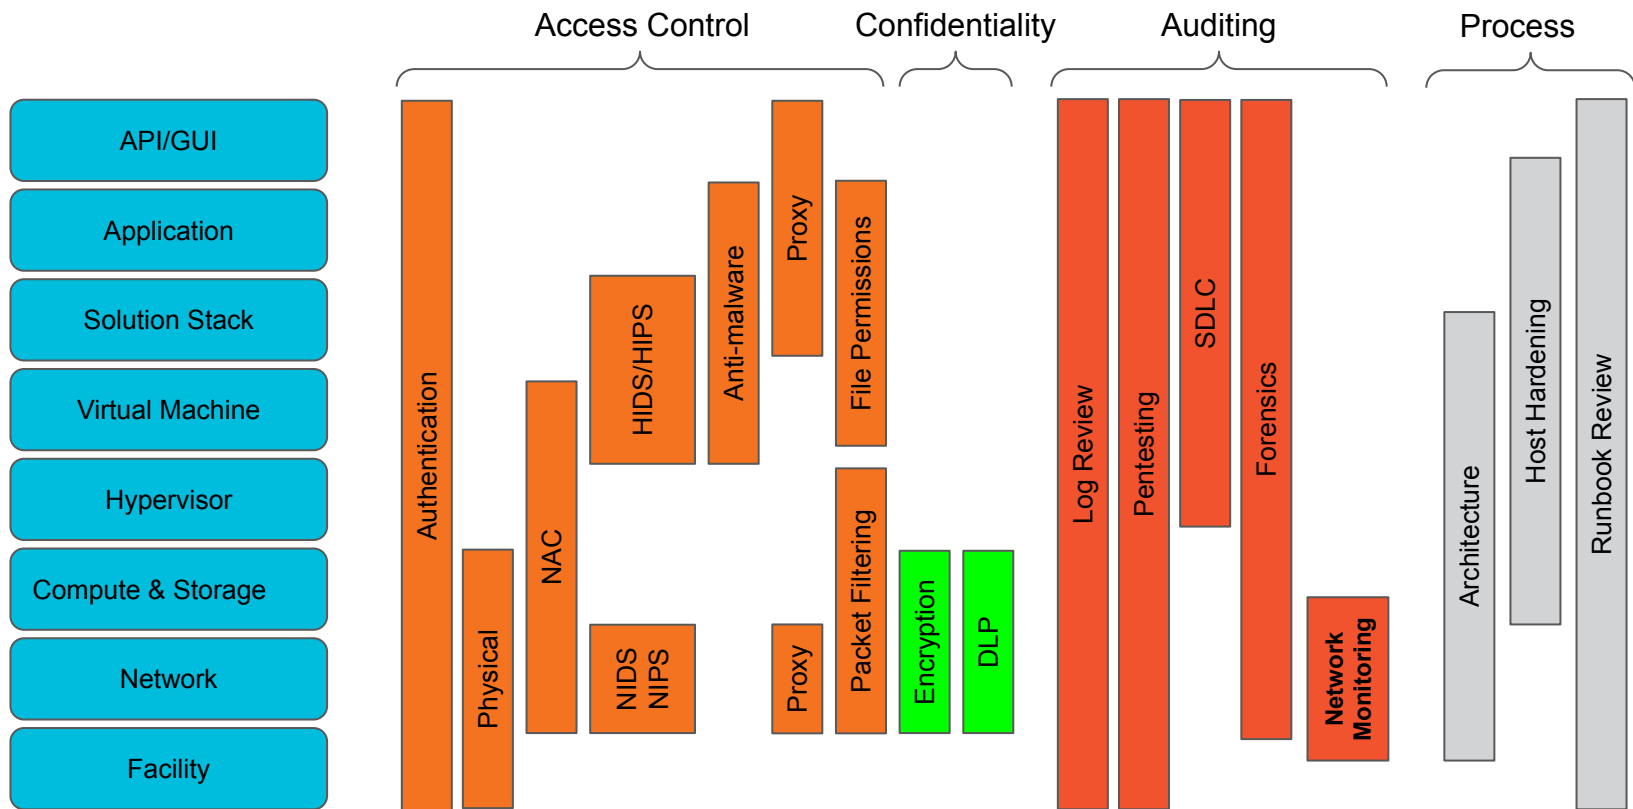 Access Control
Confidentiality
Auditing
Process
API/GUI
Application
Solution Stack
Virtual Machine
Hypervisor
Compute & Storage
Network
Facility
Authentication
Physical
NAC
HIDS/HIPS
NIDS
NIPS
Anti-malware
Proxy
Proxy
File Permissions
Packet Filtering
Encryption
DLP
Log Review
Pentesting
SDLC
Forensics
Network
Monitoring
Architecture
Host Hardening
Runbook Review